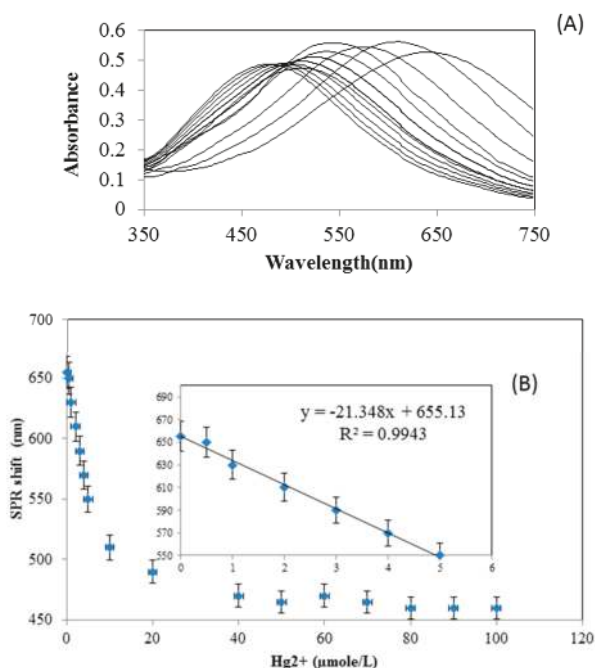 (A)
0.6
0.5
0.4
0.3
0.2
0.1
0
Absorbance
350 450 550 650 750
Wavelength(nm)
700
650
600
550
500
450
SPR shift (nm)
(B)
690
670
650
630
610
590
570
550
y = -21.348x + 655.13
R² = 0.9943
0 1 2 3 4 5 6
0 20 40 60 80 100 120
Hg2+ (µmole/L)